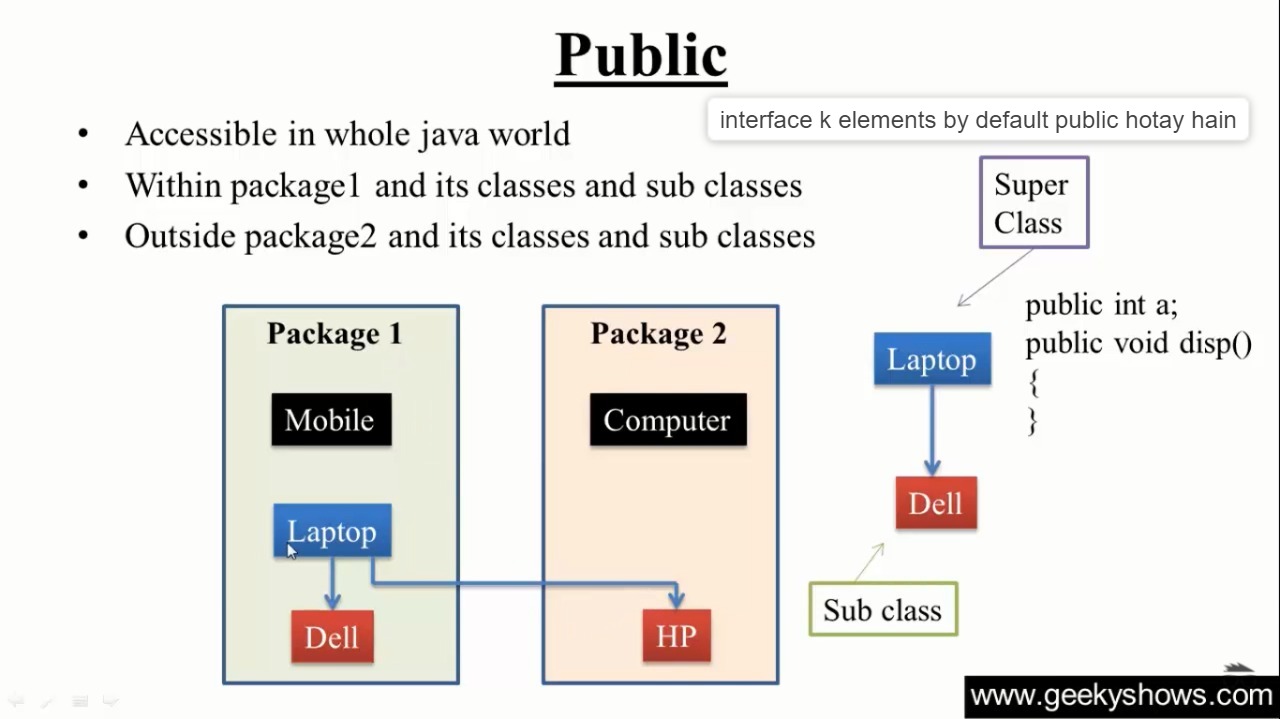 Public
• Accessible in whole java world
interface k elements by default public hotay hain
• Within package1 and its classes and sub classes
• Outside package2 and its classes and sub classes
Super
Class
public int a;
public void disp()
{
}
Laptop
Dell
Sub class
Package 1
Mobile
Laptop
Dell
Package 2
Computer
HP
www.geekyshows.com